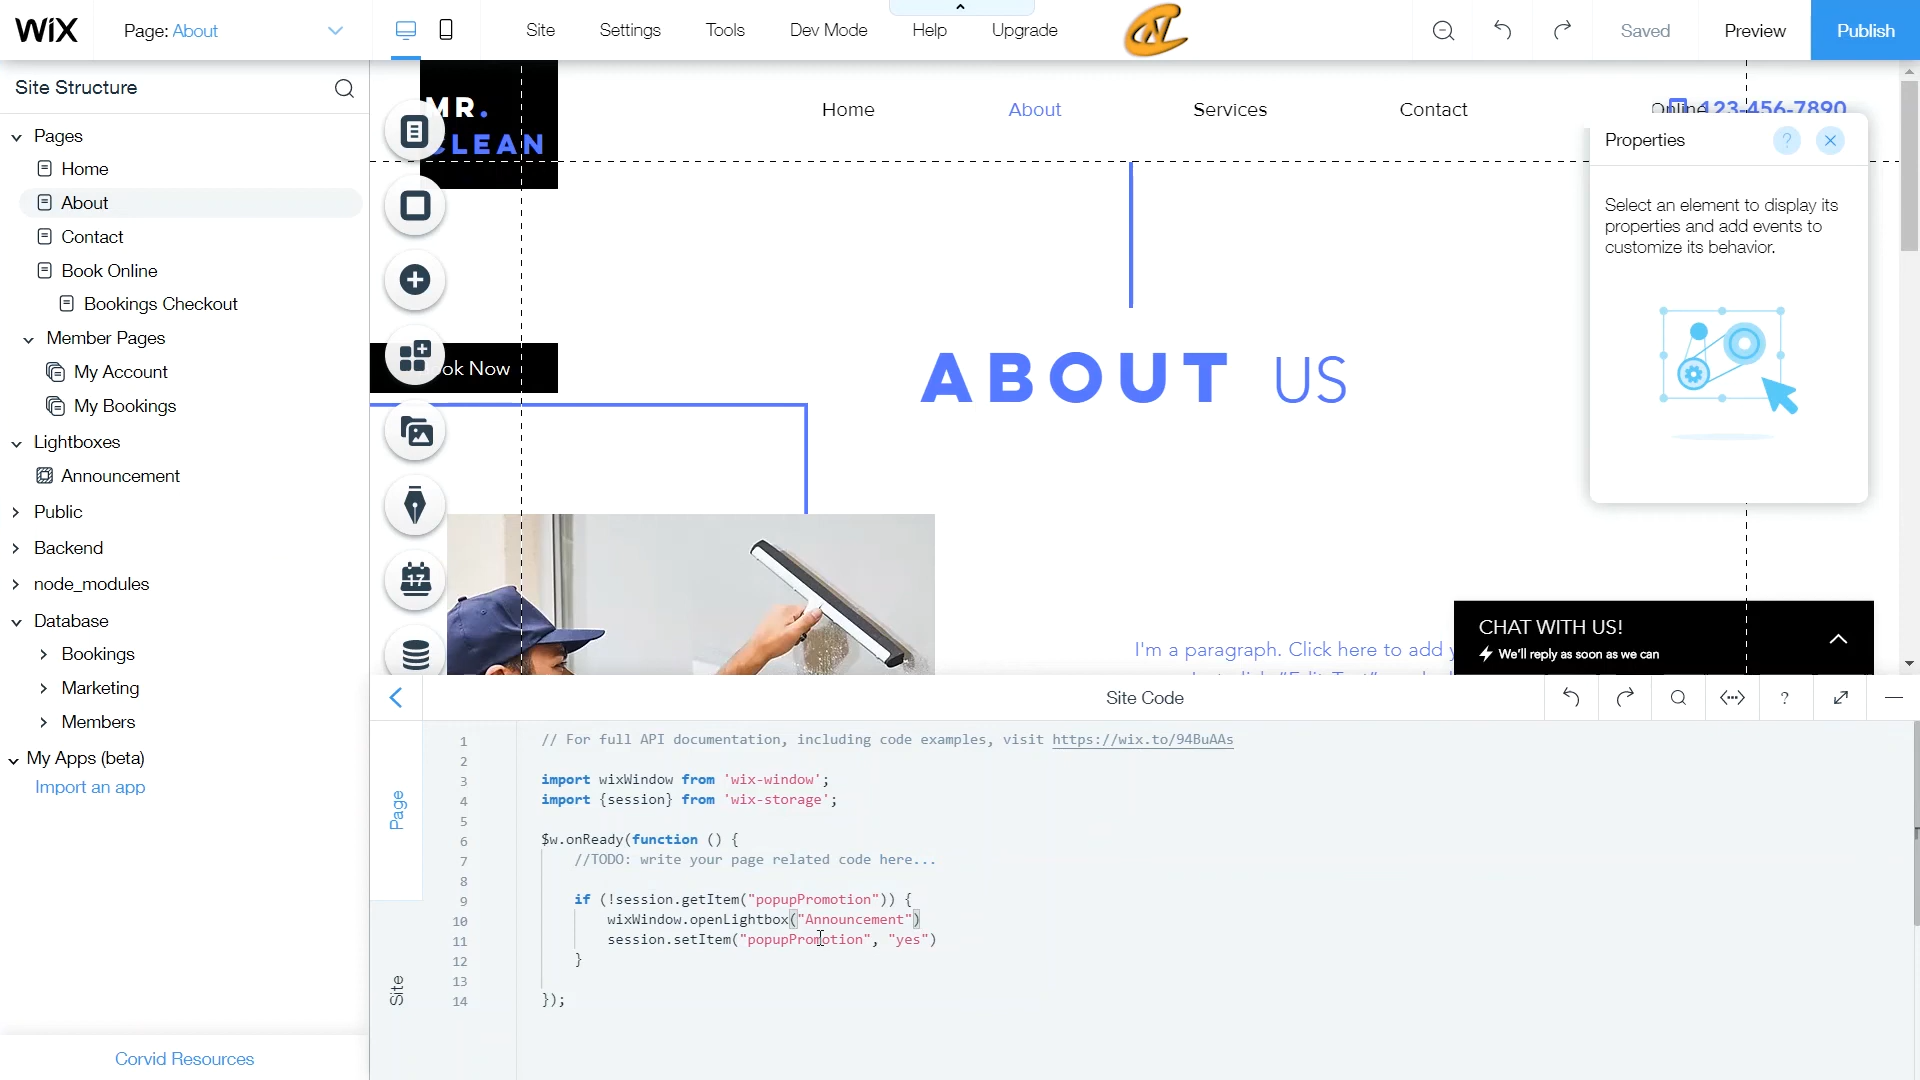 WiX
Page: About
Site
Settings
Tools
Dev Mode
Help
Upgrade
Saved
Preview
Publish
Site Structure
Pages
Home
About
Contact
Book Online
Bookings Checkout
Member Pages
My Account
My Bookings
Lightboxes
Announcement
Public
Backend
node_modules
Database
Bookings
Marketing
Members
My Apps (beta)
Import an app
Corvid Resources
MR.
CLEAN
Home
About
Services
Contact
Online
123-456-7890
ok Now
17
ABOUT US
I'm a paragraph. Click here to add
Properties
?
Select an element to display its
properties and add events to
customize its behavior.
CHAT WITH US!
We'll reply as soon as we can
Site Code
?
Page
Site
1 // For full API documentation, including code examples, visit https://wix.to/94BuAAs
2
3 import wixWindow from 'wix-window';
4 import {session} from 'wix-storage';
5
6 $w.onReady(function () {
7 //TODO: write your page related code here...
8
9 if (!session.getItem("popupPromotion")) {
10 wixWindow.openLightbox("Announcement")
11 session.setItem("popupPromotion", "yes")
12 }
13
14 });